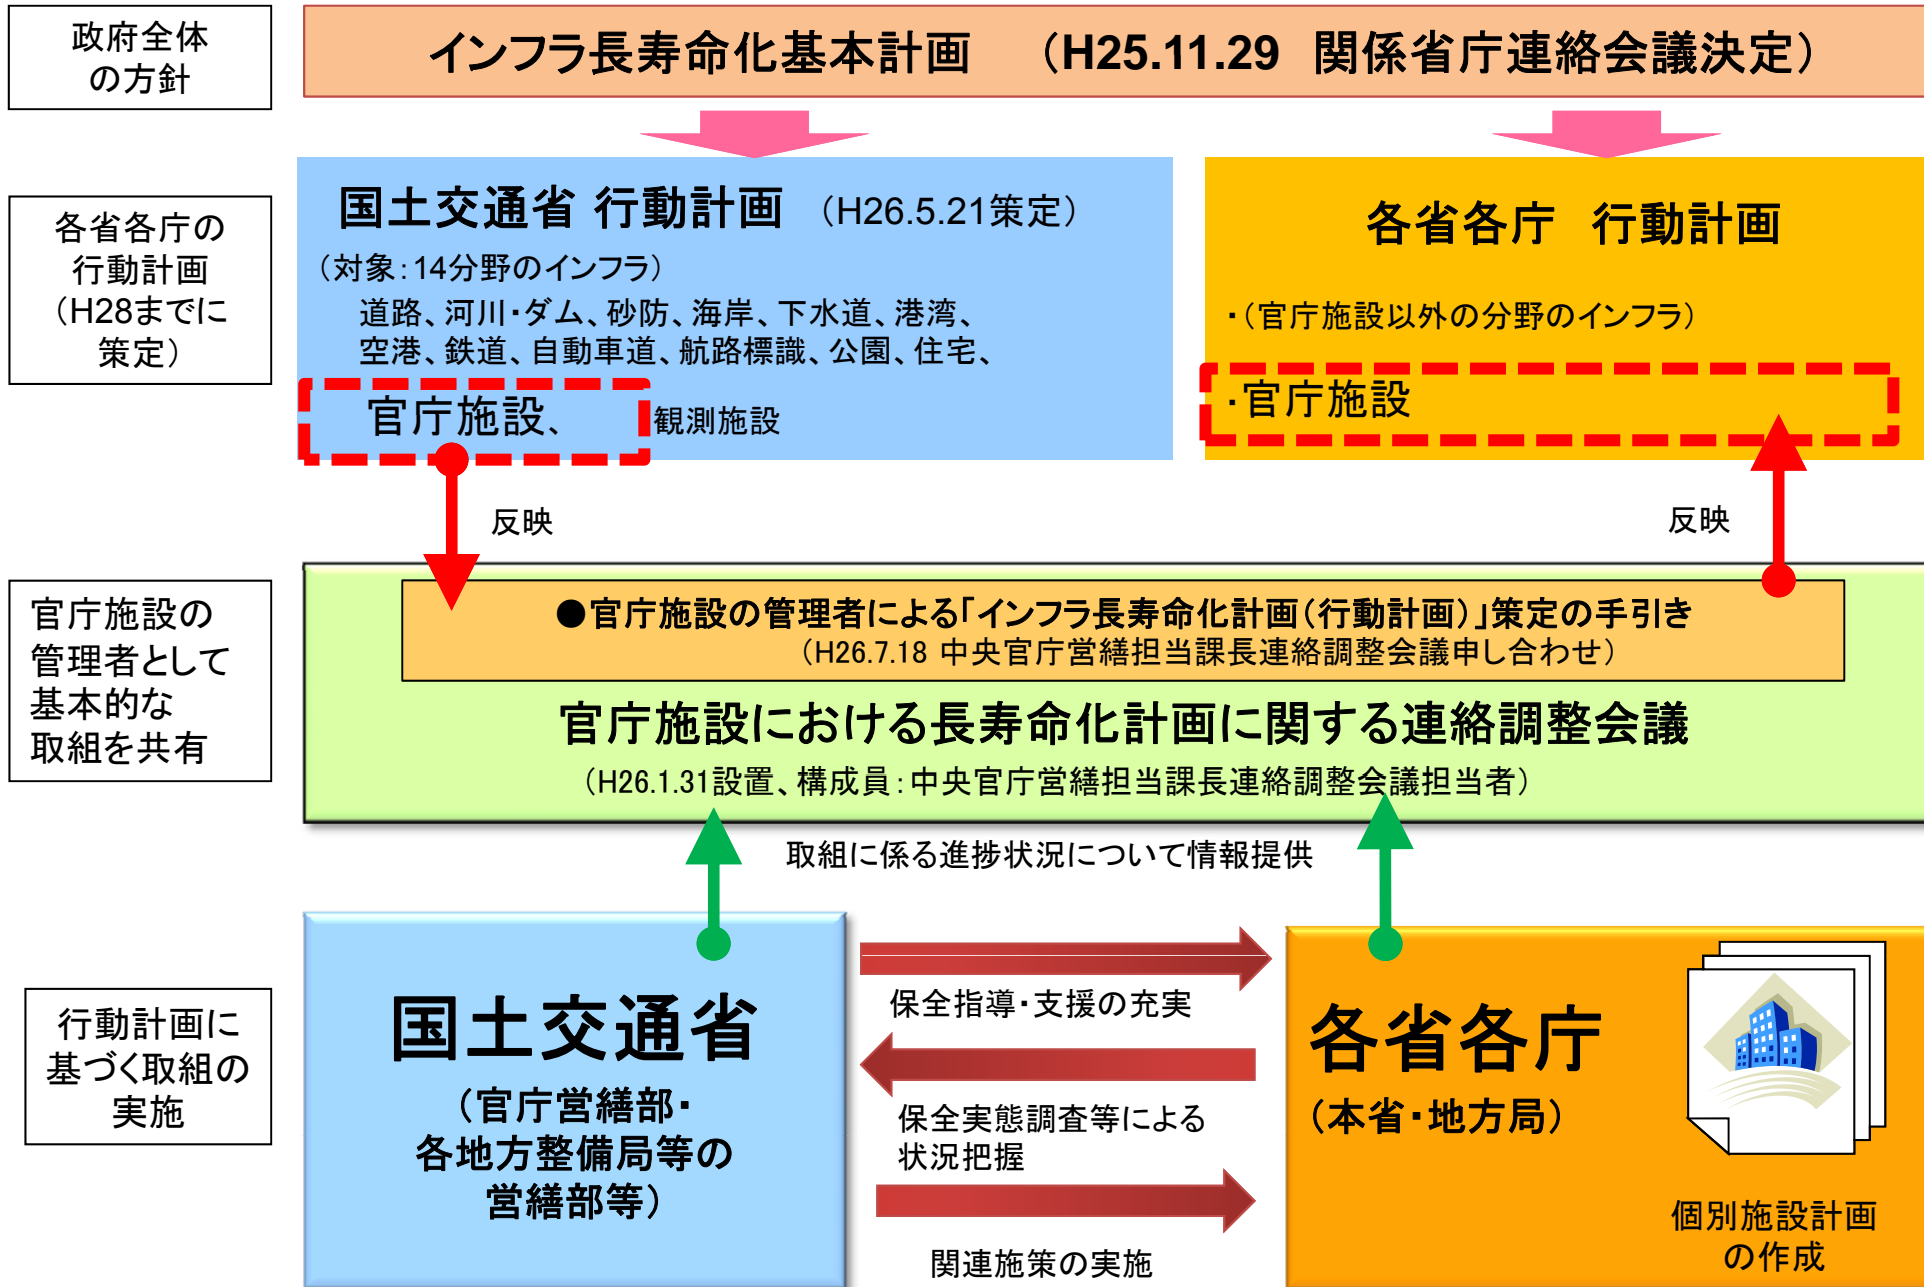 政府全体
の方針
インフラ長寿命化基本計画　（H25.11.29　関係省庁連絡会議決定）
各省各庁の
行動計画
（H28までに
策定）
国土交通省 行動計画 （H26.5.21策定）
（対象：14分野のインフラ）
道路、河川・ダム、砂防、海岸、下水道、港湾、
空港、鉄道、自動車道、航路標識、公園、住宅、
官庁施設、 観測施設
各省各庁　行動計画
・（官庁施設以外の分野のインフラ）
・官庁施設
反映
反映
官庁施設の
管理者として
基本的な
取組を共有
●官庁施設の管理者による「インフラ長寿命化計画（行動計画）」策定の手引き
（H26.7.18 中央官庁営繕担当課長連絡調整会議申し合わせ）
官庁施設における長寿命化計画に関する連絡調整会議
（H26.1.31設置、構成員：中央官庁営繕担当課長連絡調整会議担当者）
取組に係る進捗状況について情報提供
行動計画に
基づく取組の
実施
国土交通省
（官庁営繕部・
各地方整備局等の
営繕部等）
保全指導・支援の充実
保全実態調査等による
状況把握
関連施策の実施
各省各庁
（本省・地方局）
個別施設計画
の作成